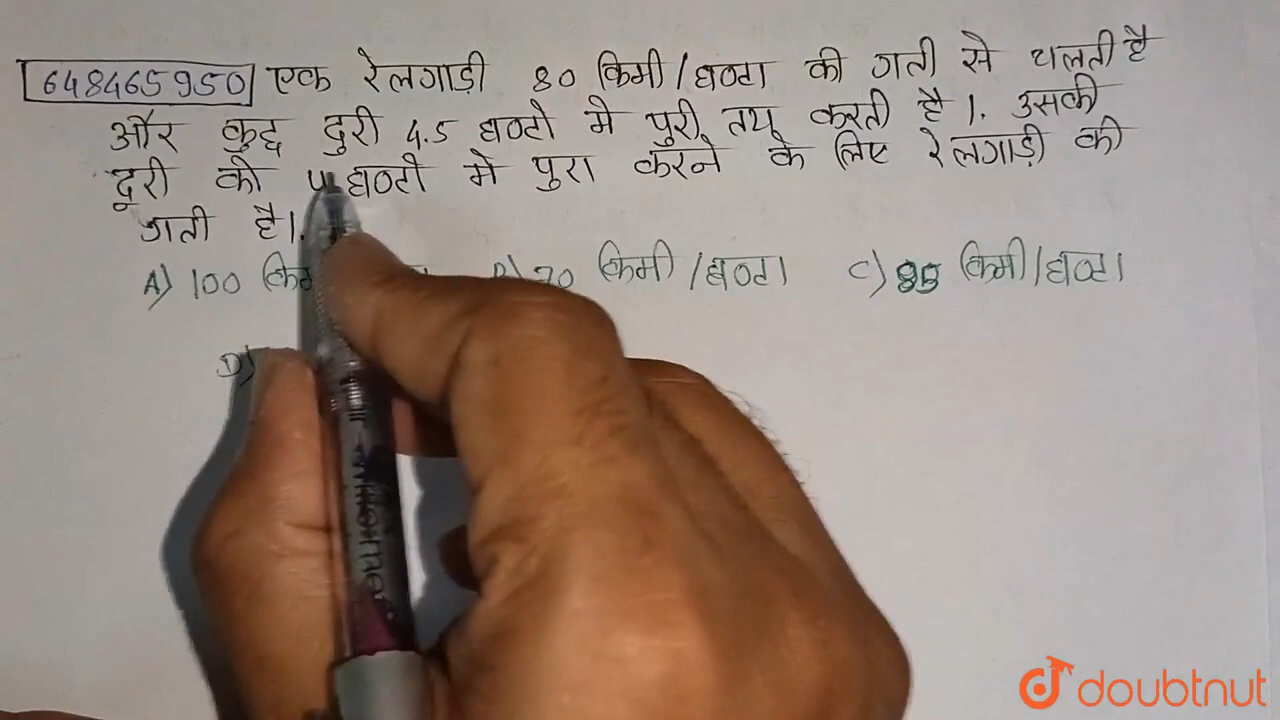 648465950 एक रेलगाड़ी 80 किमी/घण्टा की गती से चलती है
और कुछ दुरी 4.5 घण्टो मे पुरी तय करती है। उसकी
दूरी को घण्टो मे पुरा करने के लिए रेलगाड़ी की
गती है।
A) 100 B) 70 किमी/घण्टा C) 85 किमी/घण्टा
D)
doubtnut